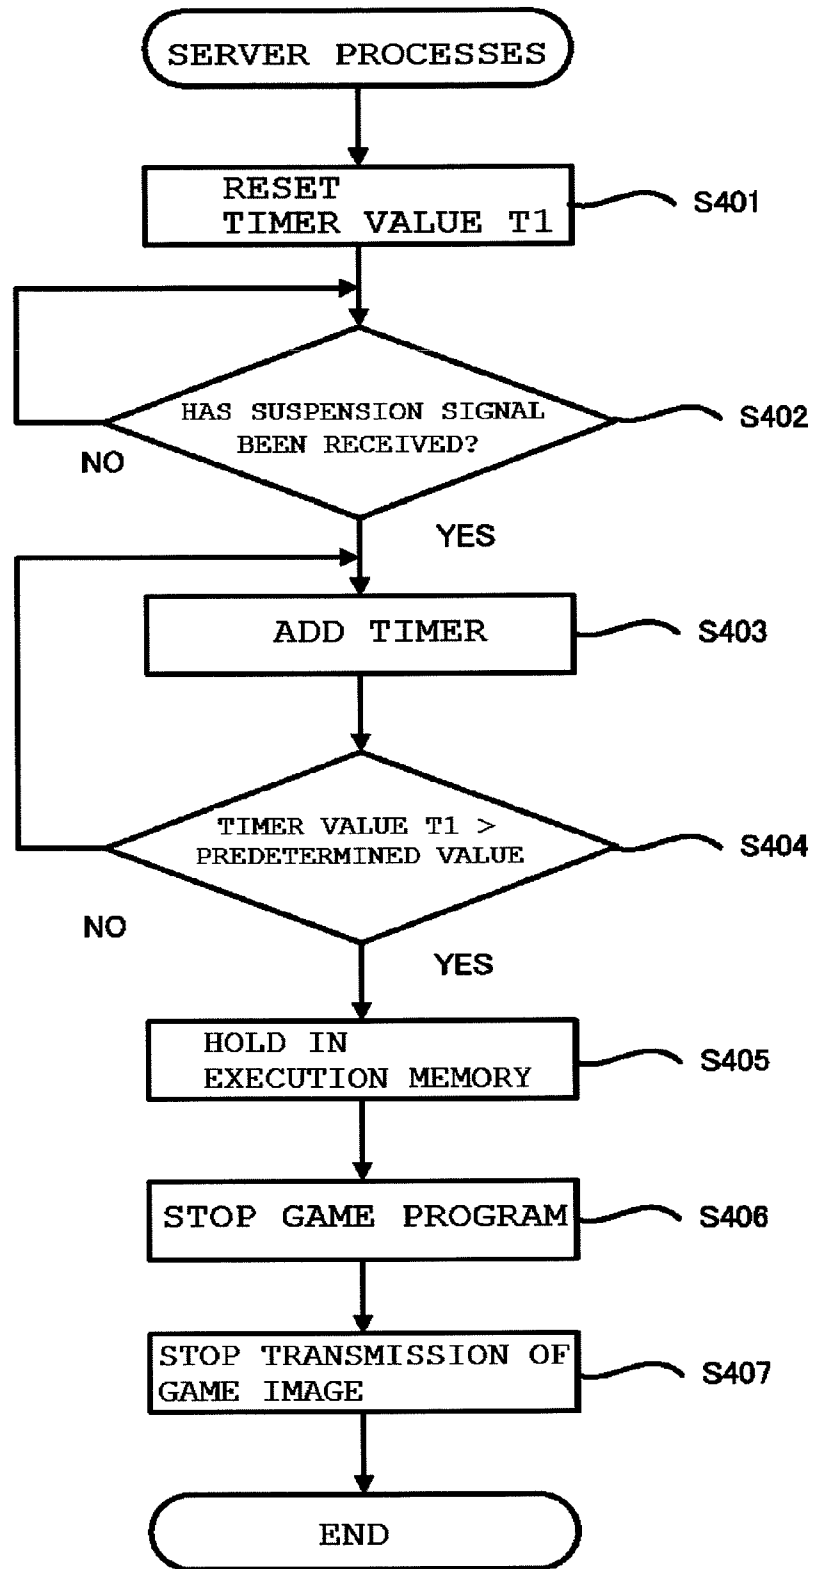 SERVER PROCESSES
RESET
TIMER VALUE T1
S401
HAS SUSPENSION SIGNAL
BEEN RECEIVED?
S402
NO
YES
ADD TIMER
S403
TIMER VALUE T1 >
PREDETERMINED VALUE
S404
NO
YES
HOLD IN
EXECUTION MEMORY
S405
STOP GAME PROGRAM
S406
STOP TRANSMISSION OF
GAME IMAGE
S407
END